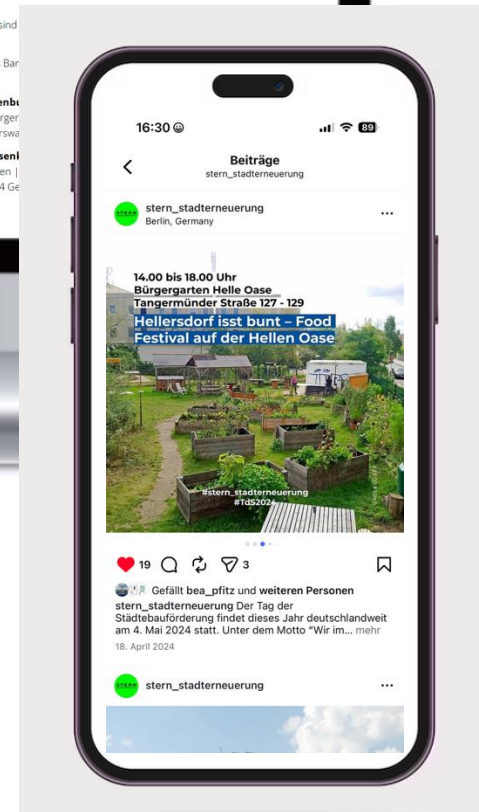 sind
16:30
89
Beiträge
stern_stadterneuerung
stern_stadterneuerung
Berlin, Germany
14.00 bis 18.00 Uhr
Bürgergarten Helle Oase
Tangermünder Straße 127 - 129
Hellersdorf isst bunt – Food
Festival auf der Hellen Oase
#stern_stadterneuerung
#TdS2024
19
3
Gefällt bea_pfitz und weiteren Personen
stern_stadterneuerung Der Tag der
Städtebauförderung findet dieses Jahr deutschlandweit
am 4. Mai 2024 statt. Unter dem Motto "Wir im... mehr
18. April 2024
stern_stadterneuerung